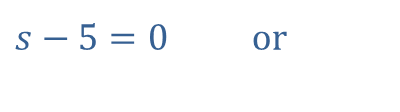 s − 5 = 0 or